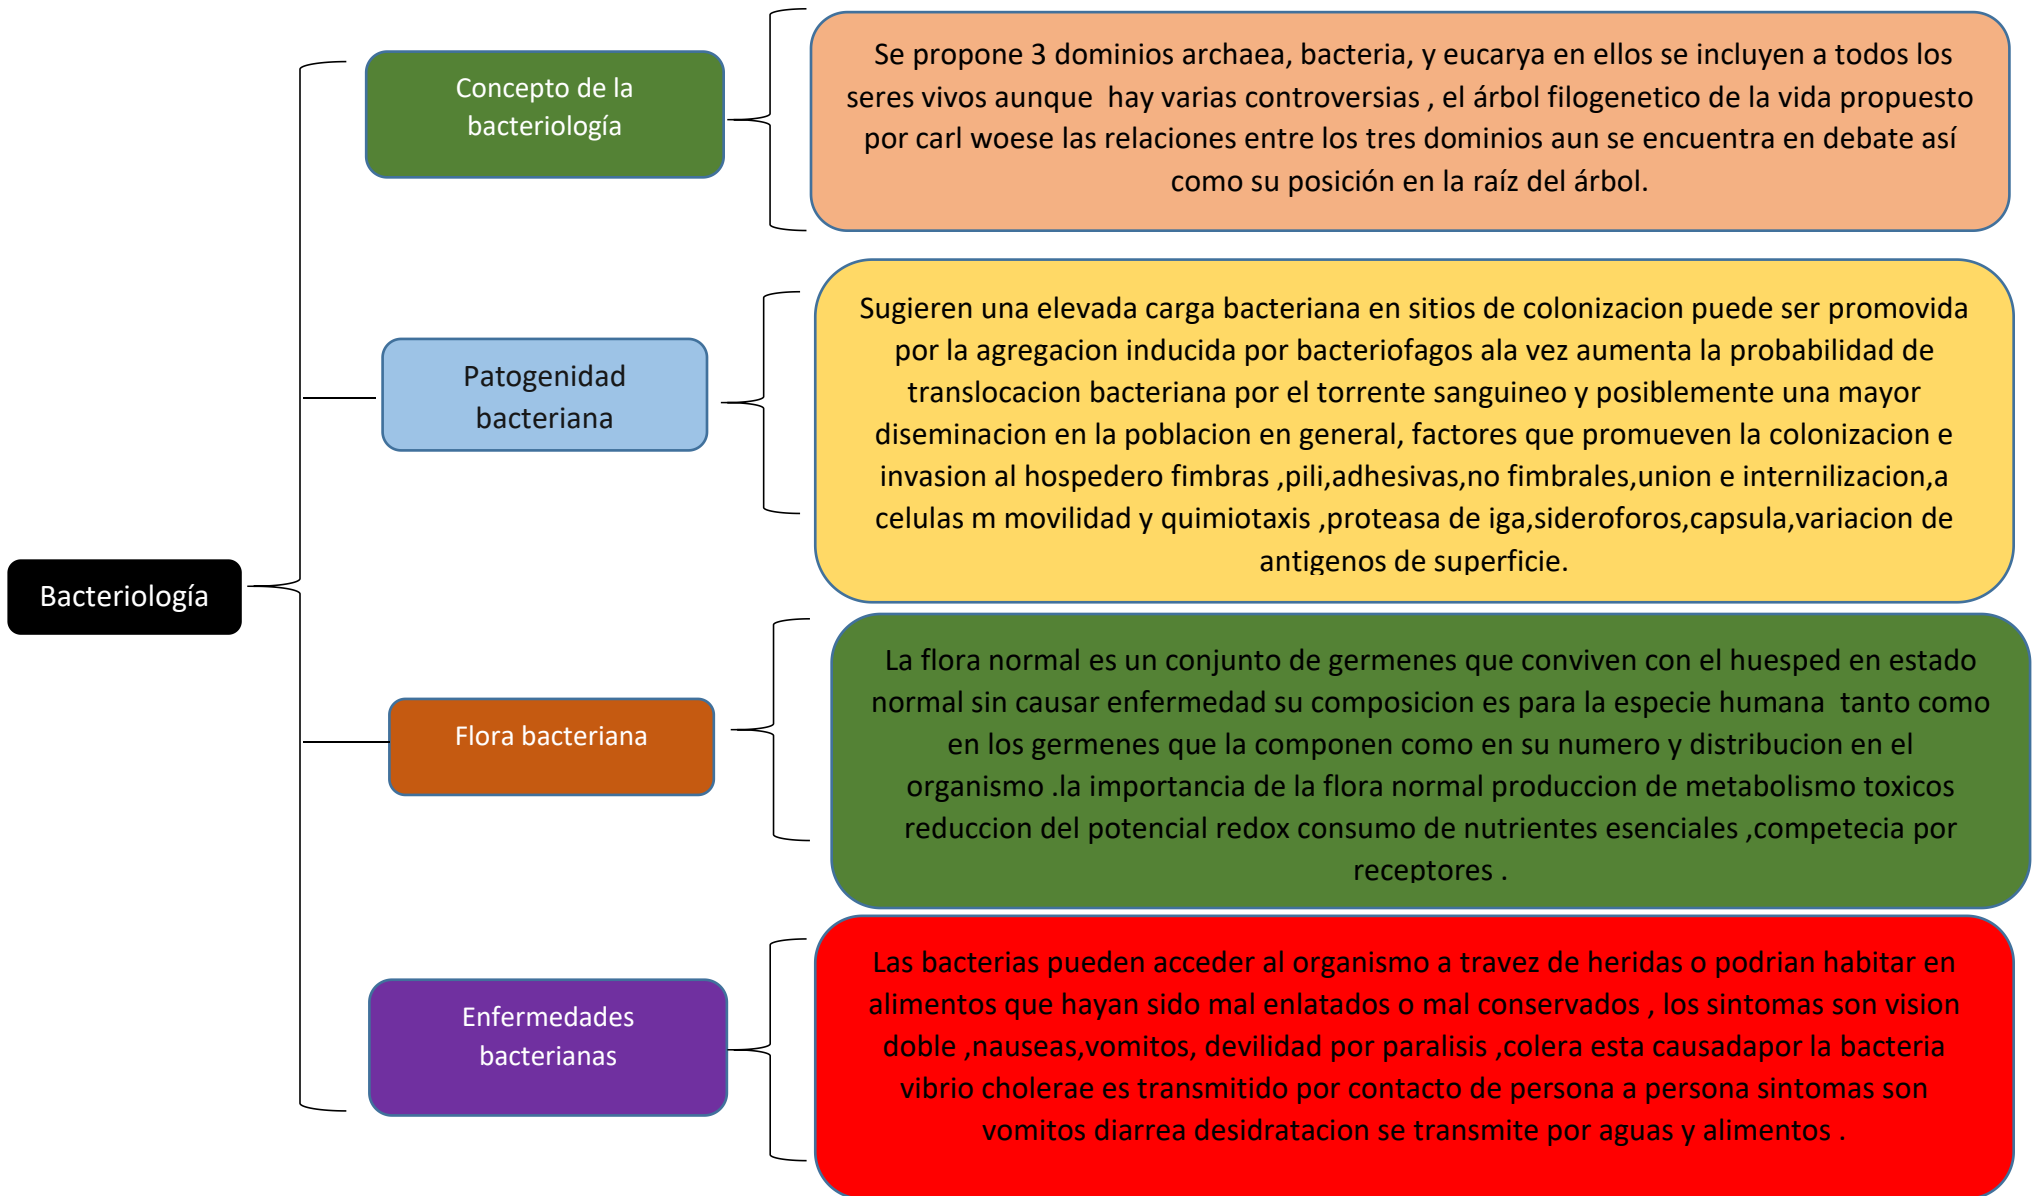 Bacteriología
Concepto de la
bacteriología
Se propone 3 dominios archaea, bacteria, y eucarya en ellos se incluyen a todos los
seres vivos aunque  hay varias controversias , el árbol filogenetico de la vida propuesto
por carl woese las relaciones entre los tres dominios aun se encuentra en debate así
como su posición en la raíz del árbol.
Patogenidad
bacteriana
Sugieren una elevada carga bacteriana en sitios de colonizacion puede ser promovida
por la agregacion inducida por bacteriofagos ala vez aumenta la probabilidad de
translocacion bacteriana por el torrente sanguineo y posiblemente una mayor
diseminacion en la poblacion en general, factores que promueven la colonizacion e
invasion al hospedero fimbras ,pili,adhesivas,no fimbrales,union e internilizacion,a
celulas m movilidad y quimiotaxis ,proteasa de iga,sideroforos,capsula,variacion de
antigenos de superficie.
Flora bacteriana
La flora normal es un conjunto de germenes que conviven con el huesped en estado
normal sin causar enfermedad su composicion es para la especie humana  tanto como
en los germenes que la componen como en su numero y distribucion en el
organismo .la importancia de la flora normal produccion de metabolismo toxicos
reduccion del potencial redox consumo de nutrientes esenciales ,competecia por
receptores .
Enfermedades
bacterianas
Las bacterias pueden acceder al organismo a travez de heridas o podrian habitar en
alimentos que hayan sido mal enlatados o mal conservados , los sintomas son vision
doble ,nauseas,vomitos, devilidad por paralisis ,colera esta causadapor la bacteria
vibrio cholerae es transmitido por contacto de persona a persona sintomas son
vomitos diarrea desidratacion se transmite por aguas y alimentos .